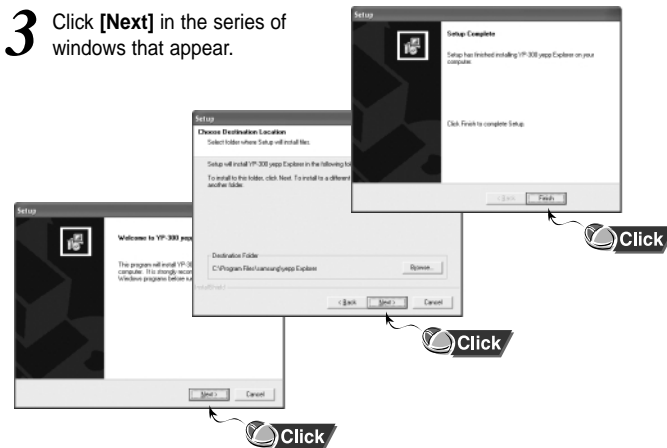 3 Click [Next] in the series of
windows that appear.
Setup
Setup Complete
Setup has finished installing YP-300 yepp Explorer on your
computer.
Click Finish to complete Setup.
< Back Finish
Click
Setup
Choose Destination Location
Select folder where Setup will install files.
Setup will install YP-300 yepp Explorer in the following fol
To install to this folder, click Next. To install to a different
another folder.
Destination Folder
C:\Program Files\samsung\yepp Explorer Browse...
InstallShield
< Back Next > Cancel
Click
Setup
Welcome to YP-300 yepp
This program will install YP-30
computer. It is strongly recom
Windows programs before
Next > Cancel
Click